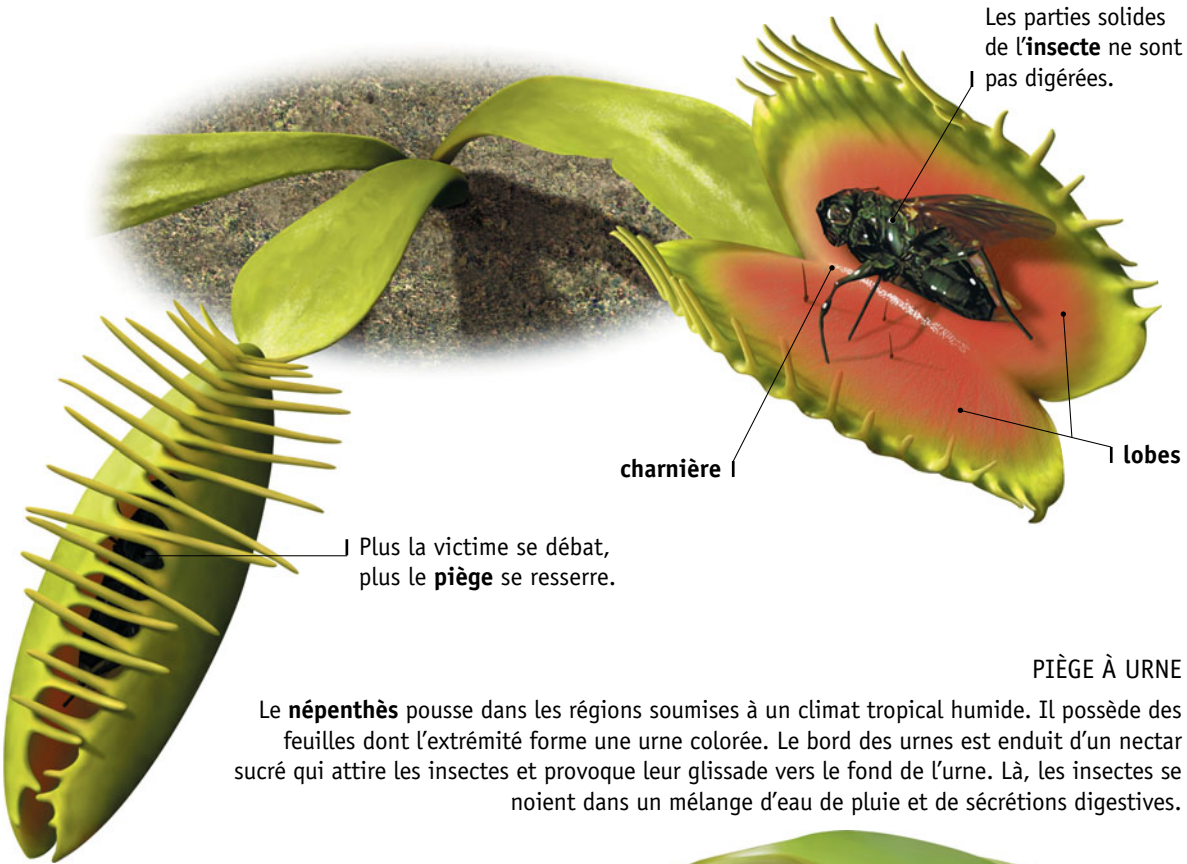 Les parties solides
de l'insecte ne sont
pas digérées.
charnière
lobes
Plus la victime se débat,
plus le piège se resserre.
PIÈGE À URNE
Le népenthès pousse dans les régions soumises à un climat tropical humide. Il possède des
feuilles dont l'extrémité forme une urne colorée. Le bord des urnes est enduit d'un nectar
sucré qui attire les insectes et provoque leur glissade vers le fond de l'urne. Là, les insectes se
noient dans un mélange d'eau de pluie et de sécrétions digestives.